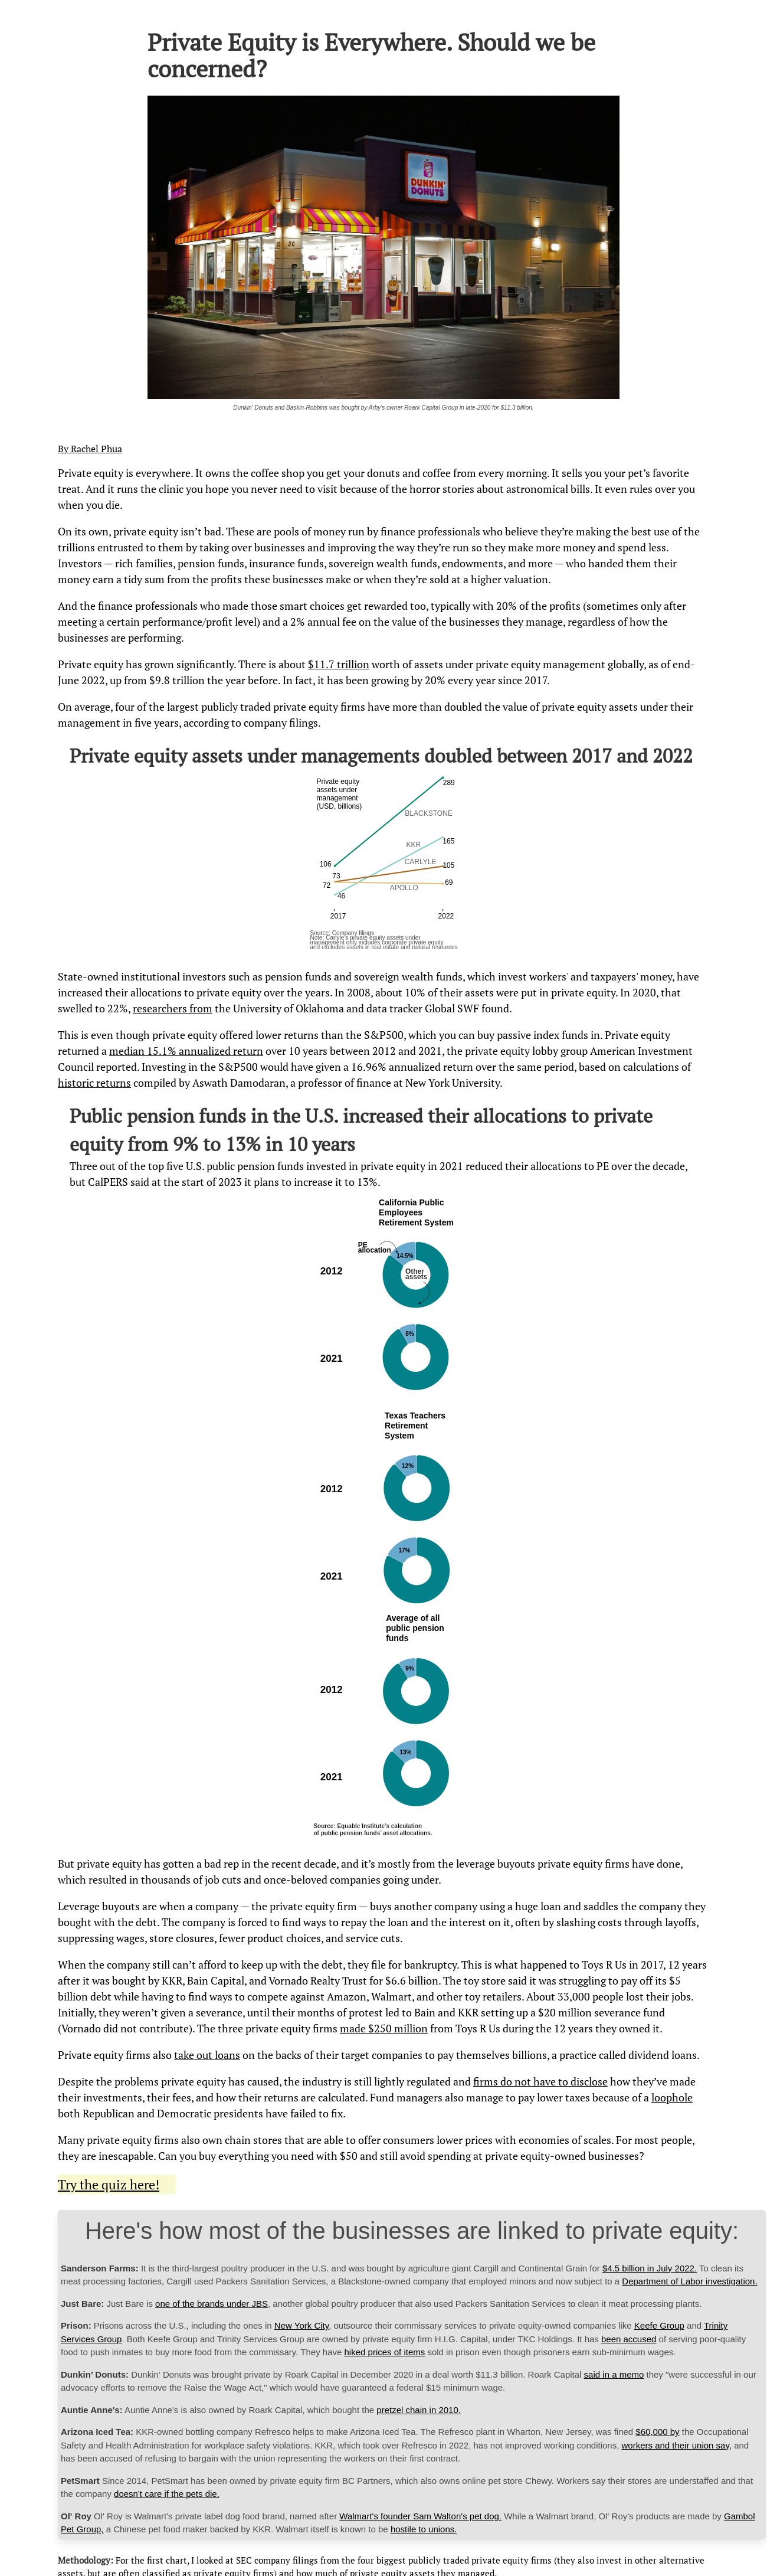 Private Equity is Everywhere. Should we be
concerned?
DUNKIN'
DONUTS
Dunkin' Donuts and Baskin-Robbins was bought by Arby's owner Roark Capital Group in late-2020 for $11.3 billion.
By Rachel Phua
Private equity is everywhere. It owns the coffee shop you get your donuts and coffee from every morning. It sells you your pet’s favorite
treat. And it runs the clinic you hope you never need to visit because of the horror stories about astronomical bills. It even rules over you
when you die.
On its own, private equity isn’t bad. These are pools of money run by finance professionals who believe they’re making the best use of the
trillions entrusted to them by taking over businesses and improving the way they’re run so they make more money and spend less.
Investors — rich families, pension funds, insurance funds, sovereign wealth funds, endowments, and more — who handed them their
money earn a tidy sum from the profits these businesses make or when they’re sold at a higher valuation.
And the finance professionals who made those smart choices get rewarded too, typically with 20% of the profits (sometimes only after
meeting a certain performance/profit level) and a 2% annual fee on the value of the businesses they manage, regardless of how the
businesses are performing.
Private equity has grown significantly. There is about $11.7 trillion worth of assets under private equity management globally, as of end-
June 2022, up from $9.8 trillion the year before. In fact, it has been growing by 20% every year since 2017.
On average, four of the largest publicly traded private equity firms have more than doubled the value of private equity assets under their
management in five years, according to company filings.
Private equity assets under managements doubled between 2017 and 2022
Private equity
assets under
management
(USD, billions)
289
BLACKSTONE
165
KKR
CARLYLE
106
105
73
72
69
APOLLO
46
2017
2022
Source: Company filings
Note: Carlyle's private equity assets under
management only includes corporate private equity
and excludes assets in real estate and natural resources
State-owned institutional investors such as pension funds and sovereign wealth funds, which invest workers' and taxpayers' money, have
increased their allocations to private equity over the years. In 2008, about 10% of their assets were put in private equity. In 2020, that
swelled to 22%, researchers from the University of Oklahoma and data tracker Global SWF found.
This is even though private equity offered lower returns than the S&P500, which you can buy passive index funds in. Private equity
returned a median 15.1% annualized return over 10 years between 2012 and 2021, the private equity lobby group American Investment
Council reported. Investing in the S&P500 would have given a 16.96% annualized return over the same period, based on calculations of
historic returns compiled by Aswath Damodaran, a professor of finance at New York University.
Public pension funds in the U.S. increased their allocations to private
equity from 9% to 13% in 10 years
Three out of the top five U.S. public pension funds invested in private equity in 2021 reduced their allocations to PE over the decade,
but CalPERS said at the start of 2023 it plans to increase it to 13%.
California Public
Employees
Retirement System
PE
allocation
14.5%
Other
assets
2012
8%
2021
Texas Teachers
Retirement
System
12%
2012
17%
2021
Average of all
public pension
funds
9%
2012
13%
2021
Source: Equable Institute's calculation
of public pension funds' asset allocations.
But private equity has gotten a bad rep in the recent decade, and it’s mostly from the leverage buyouts private equity firms have done,
which resulted in thousands of job cuts and once-beloved companies going under.
Leverage buyouts are when a company — the private equity firm — buys another company using a huge loan and saddles the company they
bought with the debt. The company is forced to find ways to repay the loan and the interest on it, often by slashing costs through layoffs,
suppressing wages, store closures, fewer product choices, and service cuts.
When the company still can’t afford to keep up with the debt, they file for bankruptcy. This is what happened to Toys R Us in 2017, 12 years
after it was bought by KKR, Bain Capital, and Vornado Realty Trust for $6.6 billion. The toy store said it was struggling to pay off its $5
billion debt while having to find ways to compete against Amazon, Walmart, and other toy retailers. About 33,000 people lost their jobs.
Initially, they weren’t given a severance, until their months of protest led to Bain and KKR setting up a $20 million severance fund
(Vornado did not contribute). The three private equity firms made $250 million from Toys R Us during the 12 years they owned it.
Private equity firms also take out loans on the backs of their target companies to pay themselves billions, a practice called dividend loans.
Despite the problems private equity has caused, the industry is still lightly regulated and firms do not have to disclose how they’ve made
their investments, their fees, and how their returns are calculated. Fund managers also manage to pay lower taxes because of a loophole
both Republican and Democratic presidents have failed to fix.
Many private equity firms also own chain stores that are able to offer consumers lower prices with economies of scales. For most people,
they are inescapable. Can you buy everything you need with $50 and still avoid spending at private equity-owned businesses?
Try the quiz here!
Here's how most of the businesses are linked to private equity:
Sanderson Farms: It is the third-largest poultry producer in the U.S. and was bought by agriculture giant Cargill and Continental Grain for $4.5 billion in July 2022. To clean its
meat processing factories, Cargill used Packers Sanitation Services, a Blackstone-owned company that employed minors and now subject to a Department of Labor investigation.
Just Bare: Just Bare is one of the brands under JBS, another global poultry producer that also used Packers Sanitation Services to clean it meat processing plants.
Prison: Prisons across the U.S., including the ones in New York City, outsource their commissary services to private equity-owned companies like Keefe Group and Trinity
Services Group. Both Keefe Group and Trinity Services Group are owned by private equity firm H.I.G. Capital, under TKC Holdings. It has been accused of serving poor-quality
food to push inmates to buy more food from the commissary. They have hiked prices of items sold in prison even though prisoners earn sub-minimum wages.
Dunkin' Donuts: Dunkin' Donuts was brought private by Roark Capital in December 2020 in a deal worth $11.3 billion. Roark Capital said in a memo they "were successful in our
advocacy efforts to remove the Raise the Wage Act," which would have guaranteed a federal $15 minimum wage.
Auntie Anne's: Auntie Anne's is also owned by Roark Capital, which bought the pretzel chain in 2010.
Arizona Iced Tea: KKR-owned bottling company Refresco helps to make Arizona Iced Tea. The Refresco plant in Wharton, New Jersey, was fined $60,000 by the Occupational
Safety and Health Administration for workplace safety violations. KKR, which took over Refresco in 2022, has not improved working conditions, workers and their union say, and
has been accused of refusing to bargain with the union representing the workers on their first contract.
PetSmart Since 2014, PetSmart has been owned by private equity firm BC Partners, which also owns online pet store Chewy. Workers say their stores are understaffed and that
the company doesn't care if the pets die.
Ol' Roy Ol' Roy is Walmart's private label dog food brand, named after Walmart's founder Sam Walton's pet dog. While a Walmart brand, Ol' Roy's products are made by Gambol
Pet Group, a Chinese pet food maker backed by KKR. Walmart itself is known to be hostile to unions.
Methodology: For the first chart, I looked at SEC company filings from the four biggest publicly traded private equity firms (they also invest in other alternative
assets, but are often classified as private equity firms) and how much of private equity assets they managed.